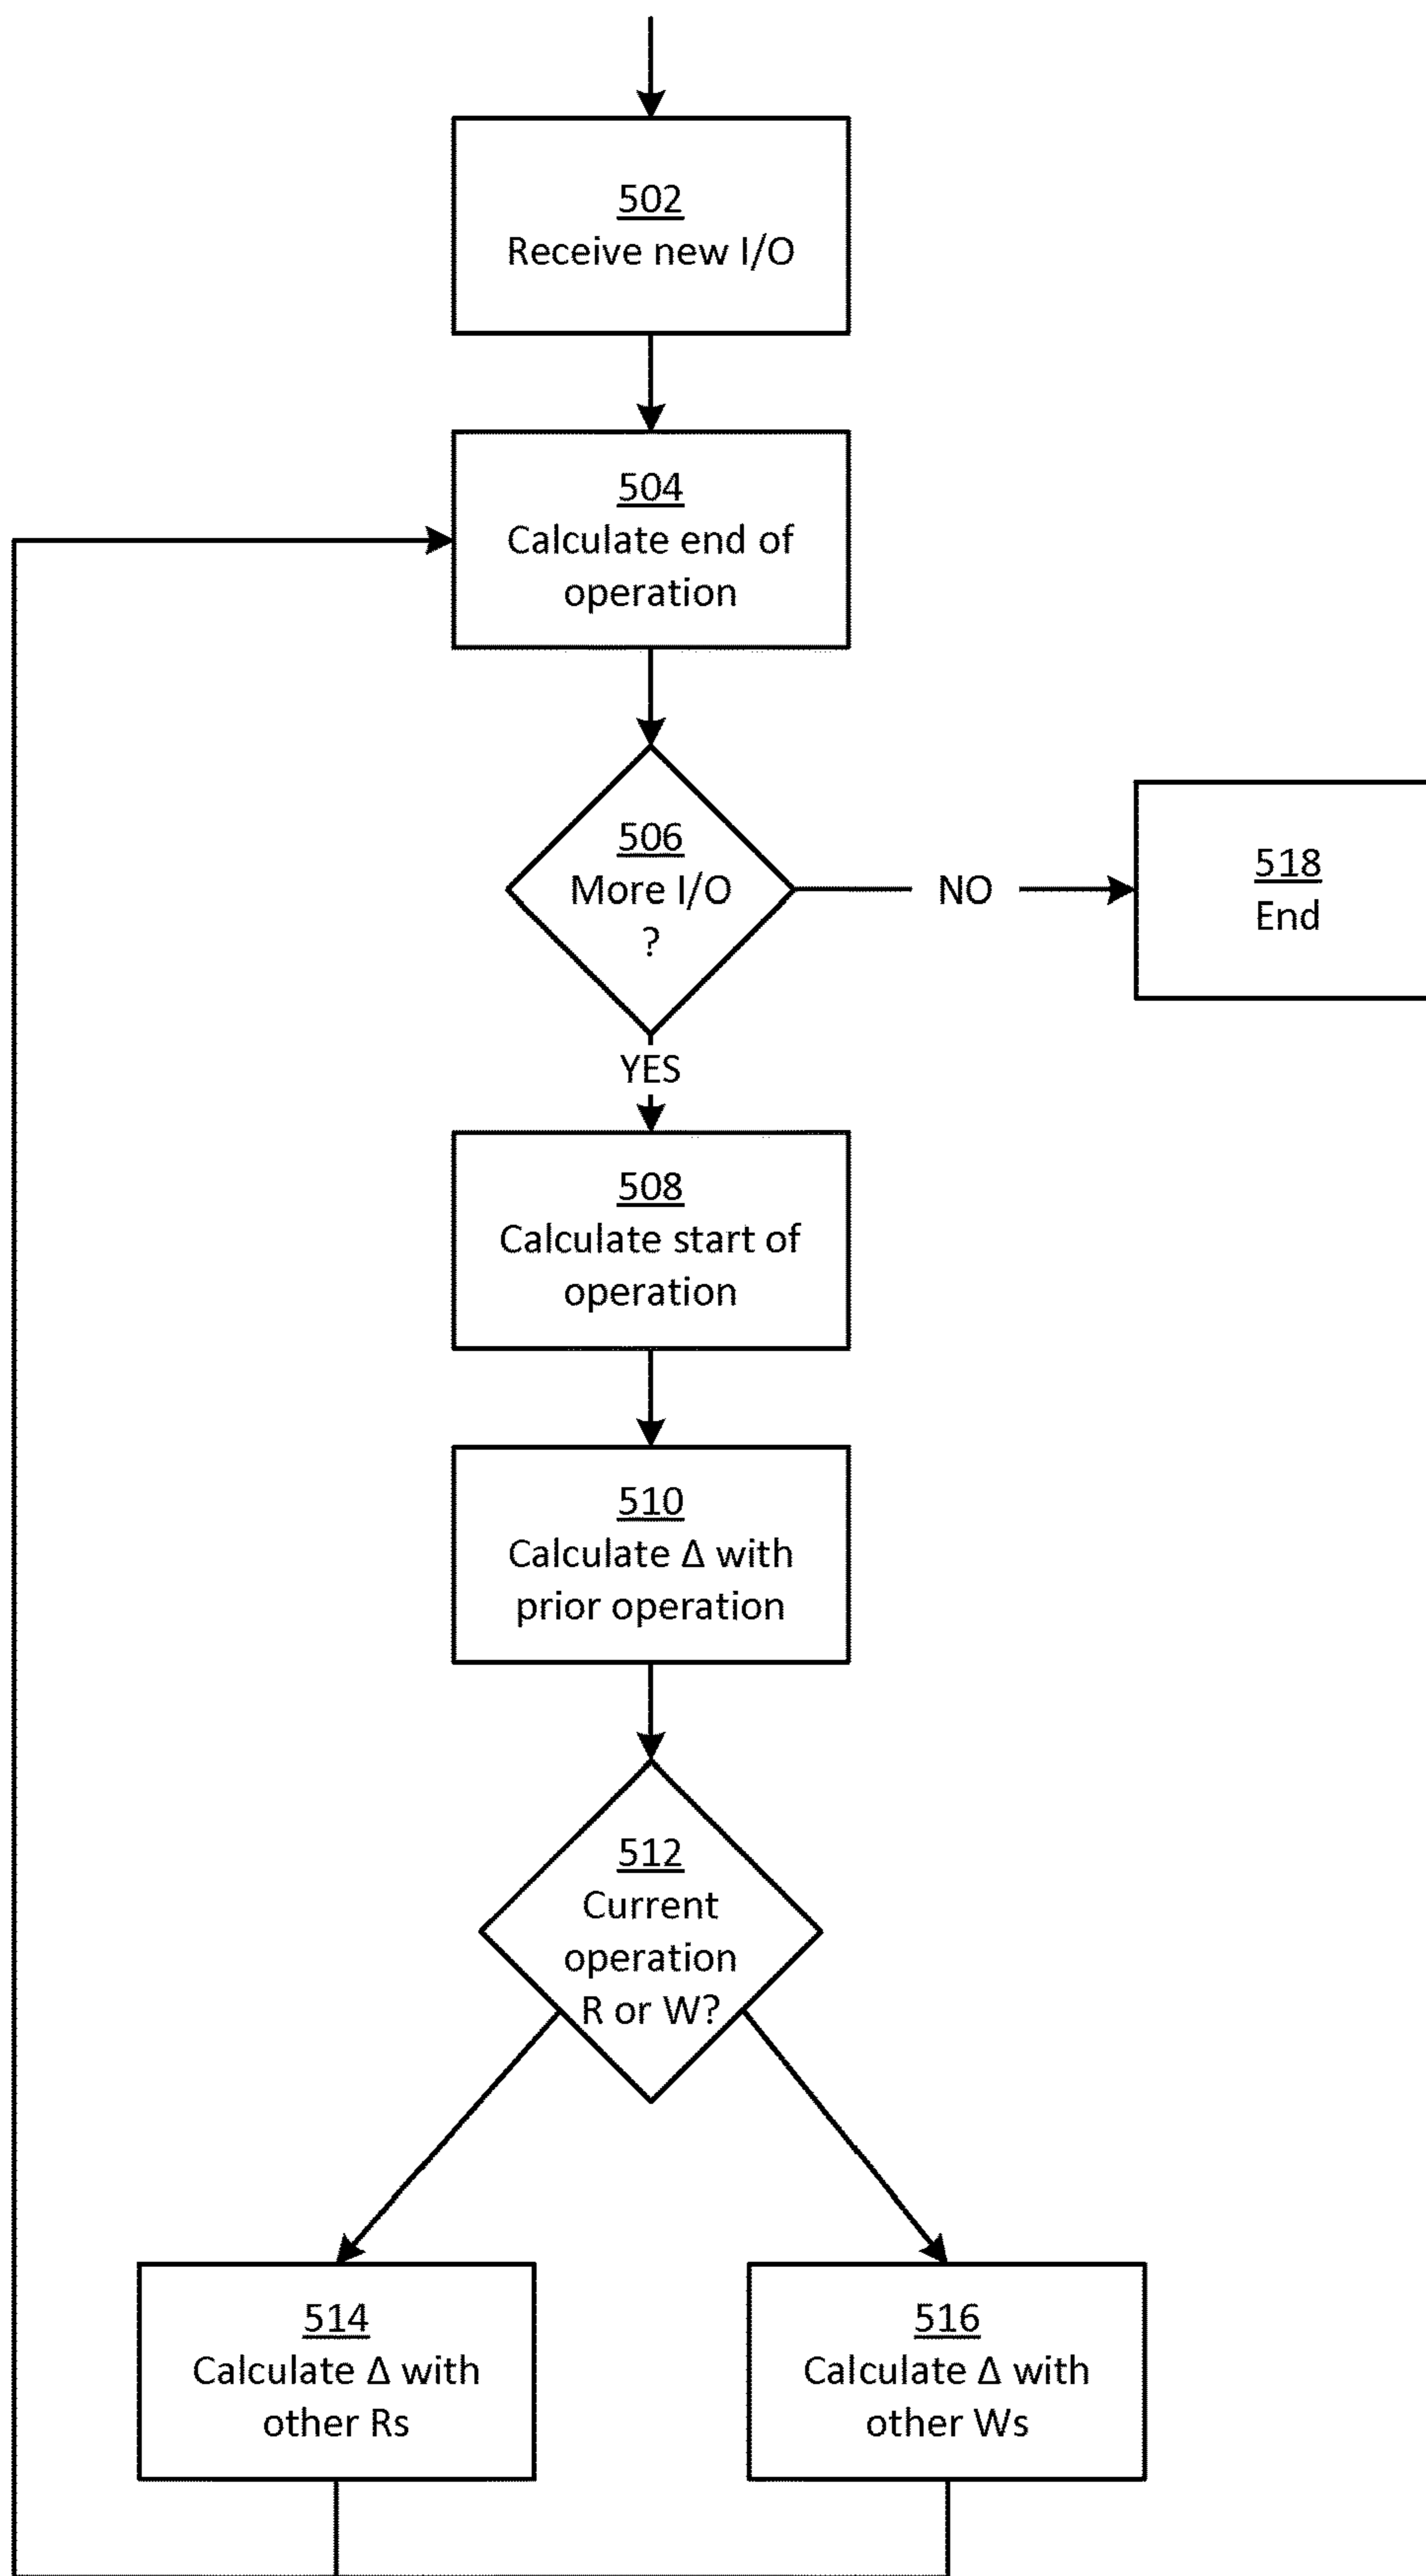 502
Receive new I/O
504
Calculate end of
operation
506
More I/O
?
NO
518
End
YES
508
Calculate start of
operation
510
Calculate Δ with
prior operation
512
Current
operation
R or W?
514
Calculate Δ with
other Rs
516
Calculate Δ with
other Ws